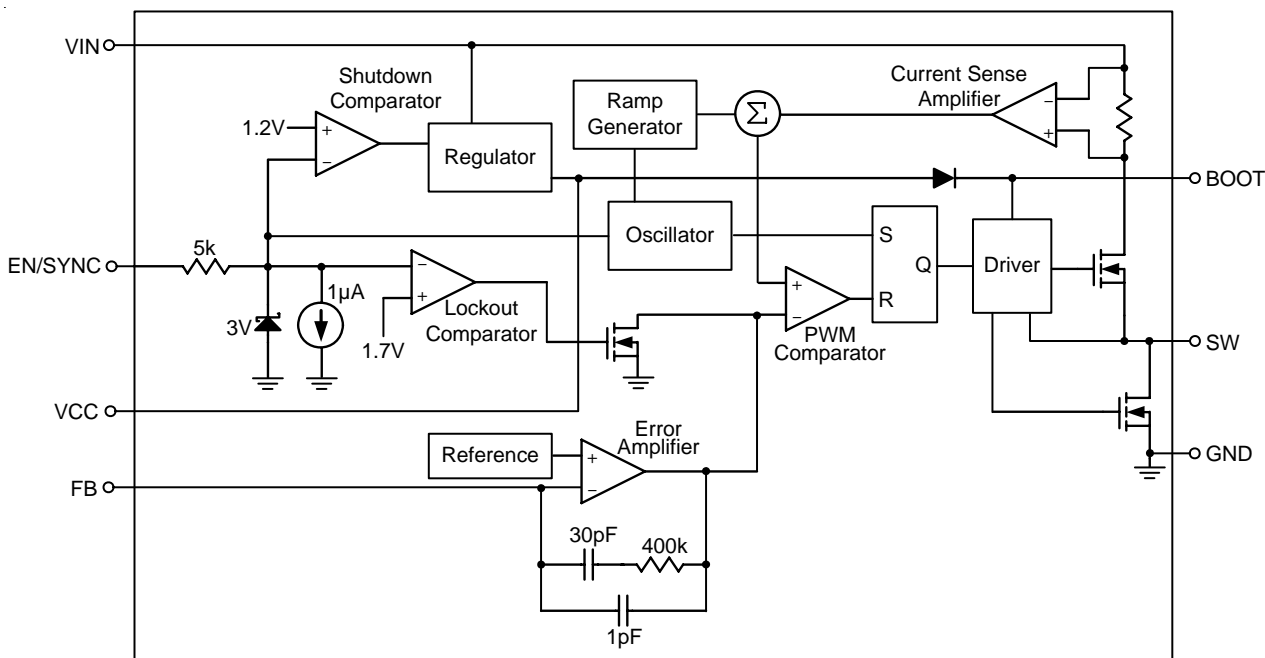 VIN
Shutdown
Comparator
1.2V
+
−
Regulator
Ramp
Generator
Σ
Current Sense
Amplifier
−
+
BOOT
EN/SYNC
5k
3V
1µA
−
+
1.7V
Lockout
Comparator
Oscillator
+
−
PWM
Comparator
S
Q
R
Driver
SW
VCC
Reference
Error
Amplifier
+
−
GND
FB
30pF
400k
1pF